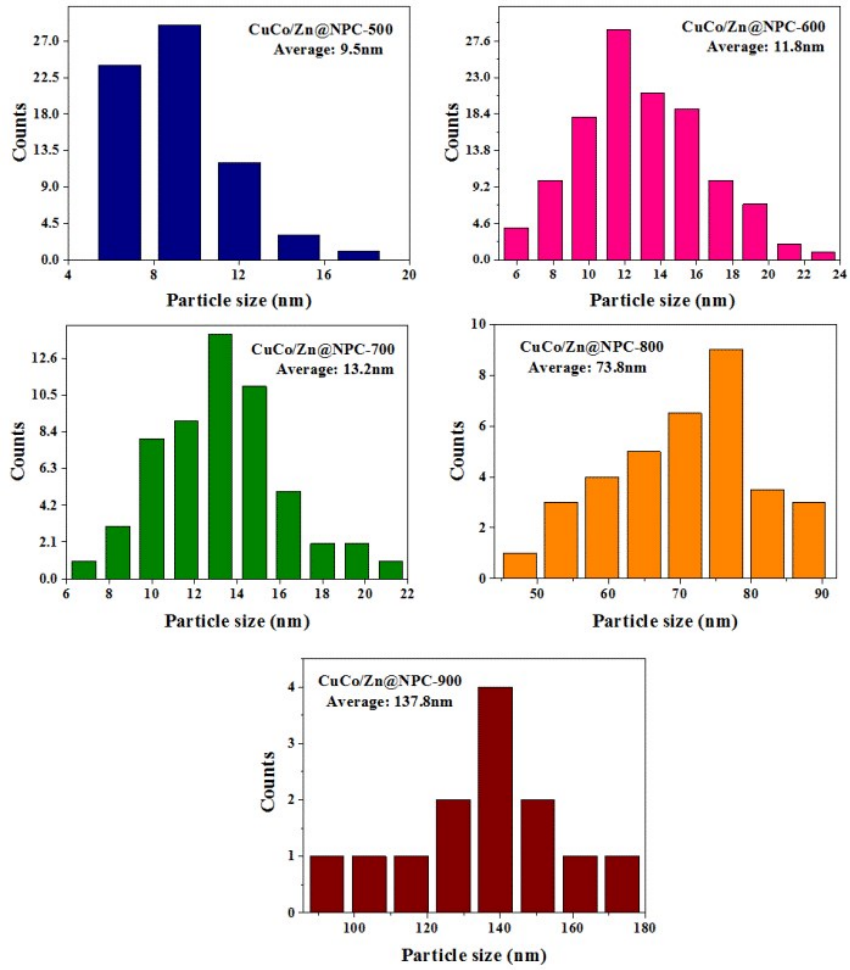 CuCo/Zn@NPC-500
Average: 9.5nm
Counts
27.0
22.5
18.0
13.5
9.0
4.5
0.0
4 8 12 16 20
Particle size (nm)
CuCo/Zn@NPC-600
Average: 11.8nm
Counts
27.6
23.0
18.4
13.8
9.2
4.6
0.0
6 8 10 12 14 16 18 20 22 24
Particle size (nm)
CuCo/Zn@NPC-700
Average: 13.2nm
Counts
12.6
10.5
8.4
6.3
4.2
2.1
0.0
6 8 10 12 14 16 18 20 22
Particle size (nm)
CuCo/Zn@NPC-800
Average: 73.8nm
Counts
10
8
6
4
2
0
50 60 70 80 90
Particle size (nm)
CuCo/Zn@NPC-900
Average: 137.8nm
Counts
4
3
2
1
0
100 120 140 160 180
Particle size (nm)